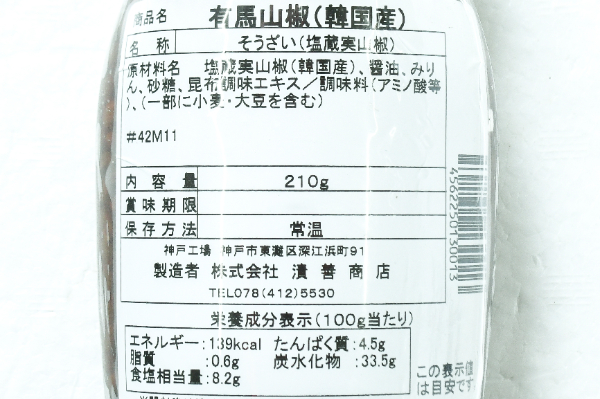 商品名 有馬山椒(韓国産)
名 称 そうざい(塩蔵実山椒)
原材料名 塩蔵実山椒(韓国産)、醤油、みり
ん、砂糖、昆布調味エキス/調味料(アミノ酸等
)、(一部に小麦・大豆を含む)
#42M11
内 容 量 210g
賞味期限
保存方法 常温
神戸工場 神戸市東灘区深江浜町91
製造者 株式会社 漬善商店
TEL078(412)5530
栄養成分表示(100g当たり)
エネルギー:139kcal たんぱく質:4.5g
脂質 :0.6g 炭水化物 :33.5g
食塩相当量:8.2g
この表示値
は目安です
4562250130013